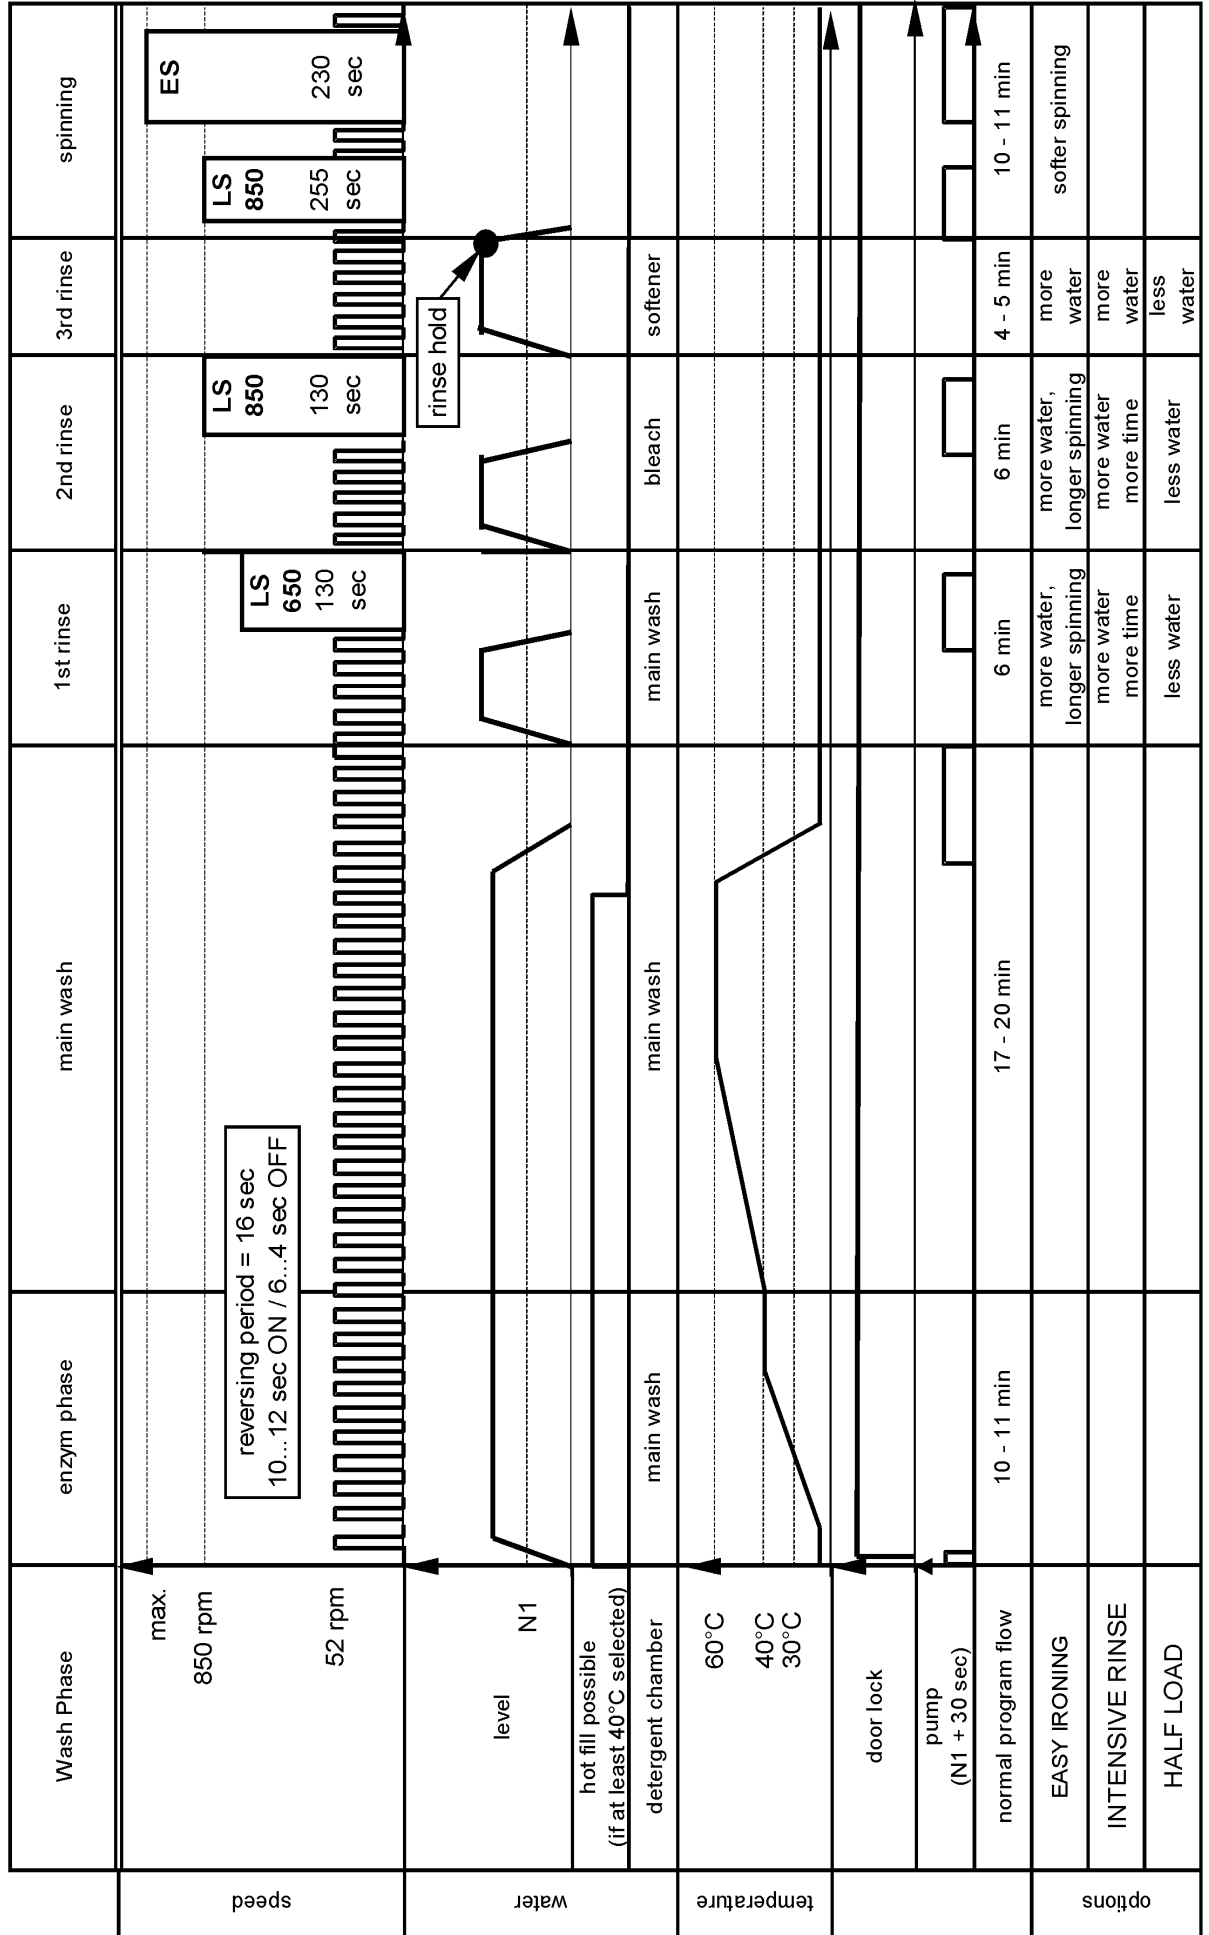 Wash Phase
enzym phase
main wash
1st rinse
2nd rinse
3rd rinse
spinning
speed
max.
850 rpm
52 rpm
reversing period = 16 sec
10...12 sec ON / 6...4 sec OFF
LS
650
130
sec
LS
850
130
sec
LS
850
255
sec
ES
230
sec
water
level
N1
rinse hold
hot fill possible
(if at least 40°C selected)
detergent chamber
main wash
main wash
main wash
bleach
softener
temperature
60°C
40°C
30°C
door lock
pump
(N1 + 30 sec)
normal program flow
10 - 11 min
17 - 20 min
6 min
6 min
4 - 5 min
10 - 11 min
options
EASY IRONING
more water,
longer spinning
more water,
longer spinning
more
water
softer spinning
INTENSIVE RINSE
more water
more time
more water
more time
more
water
HALF LOAD
less water
less water
less
water